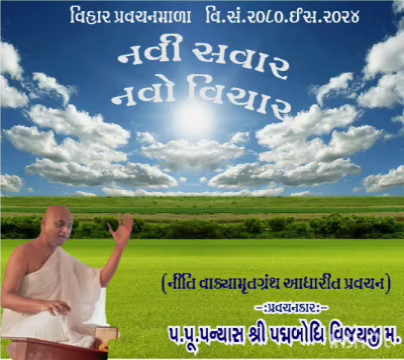 વિહાર પ્રવચનમાળા વિ.સં.૨૦૮૦.ઈસ.૨૦૨૪
નવી સવાર
નવો વિચાર
(નીતિ વાક્યામૃતગ્રંથ આધારીત પ્રવચન)
-:પ્રવચનકાર:-
પ.પૂ.પન્યાસ શ્રી પદ્મબોધિ વિજયજી મ.